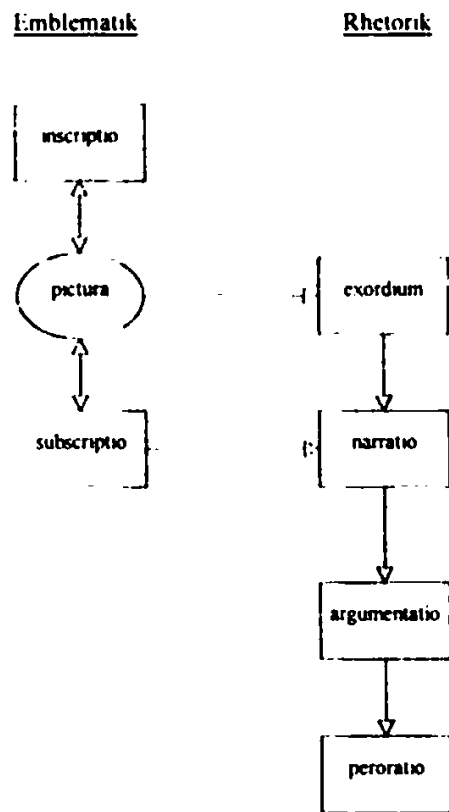 Emblematik
Rhetorik
inscriptio
pictura
exordium
subscriptio
narratio
argumentatio
peroratio